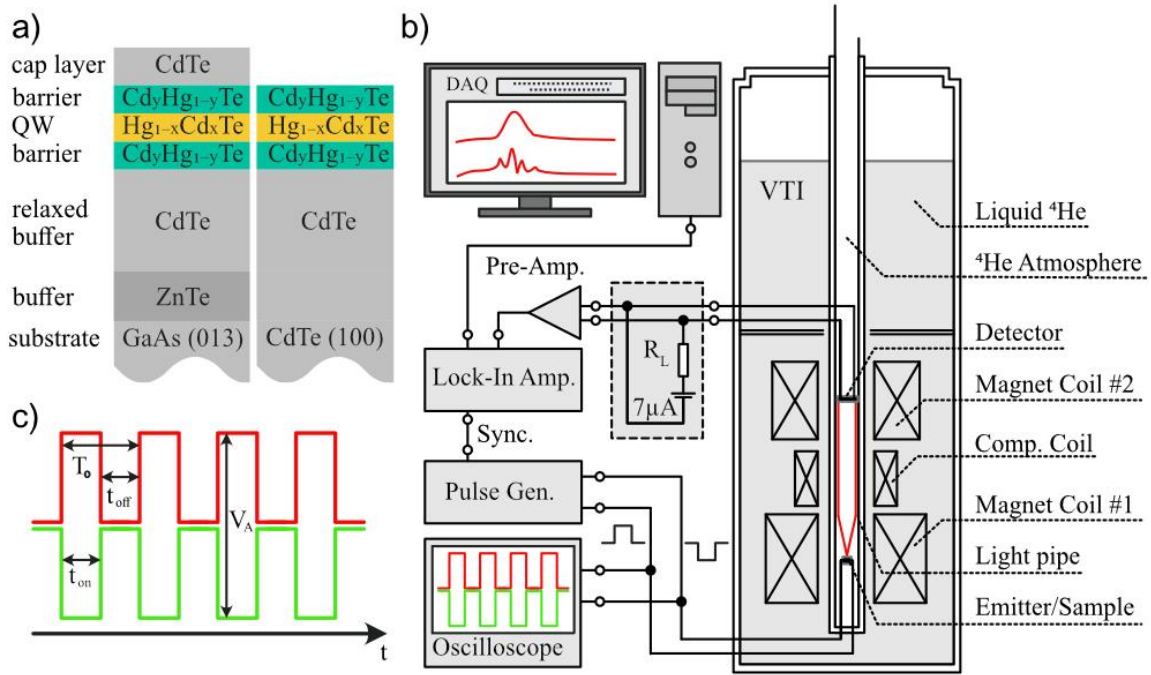 a)
cap layer
CdTe
barrier
CdyHg1−yTe
CdyHg1−yTe
QW
Hg1−xCdxTe
Hg1−xCdxTe
barrier
CdyHg1−yTe
CdyHg1−yTe
relaxed
buffer
CdTe
CdTe
buffer
ZnTe
substrate
GaAs (013)
CdTe (100)
b)
DAQ
VTI
Liquid ⁴He
⁴He Atmosphere
Pre-Amp.
Detector
RL
Lock-In Amp.
7µA
Magnet Coil #2
Sync.
Comp. Coil
Pulse Gen.
Magnet Coil #1
Light pipe
Emitter/Sample
Oscilloscope
c)
T0
toff
VA
ton
t